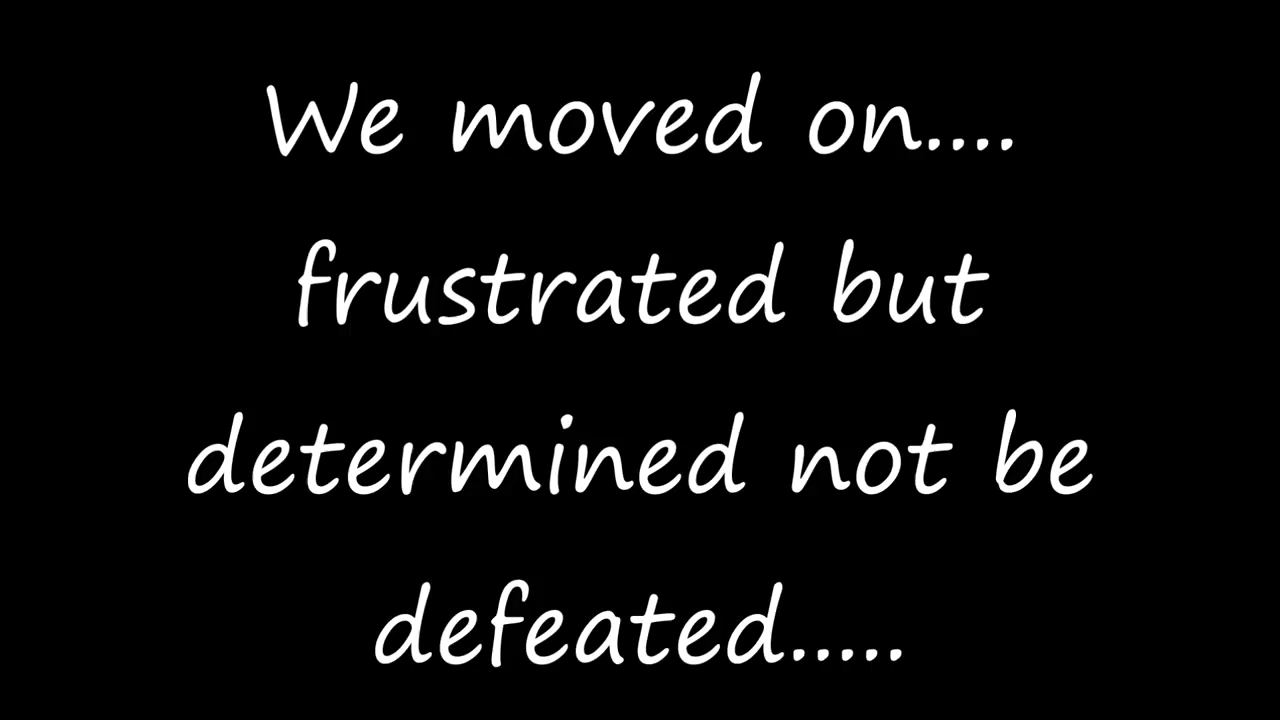 We moved on....
frustrated but
determined not be
defeated.....